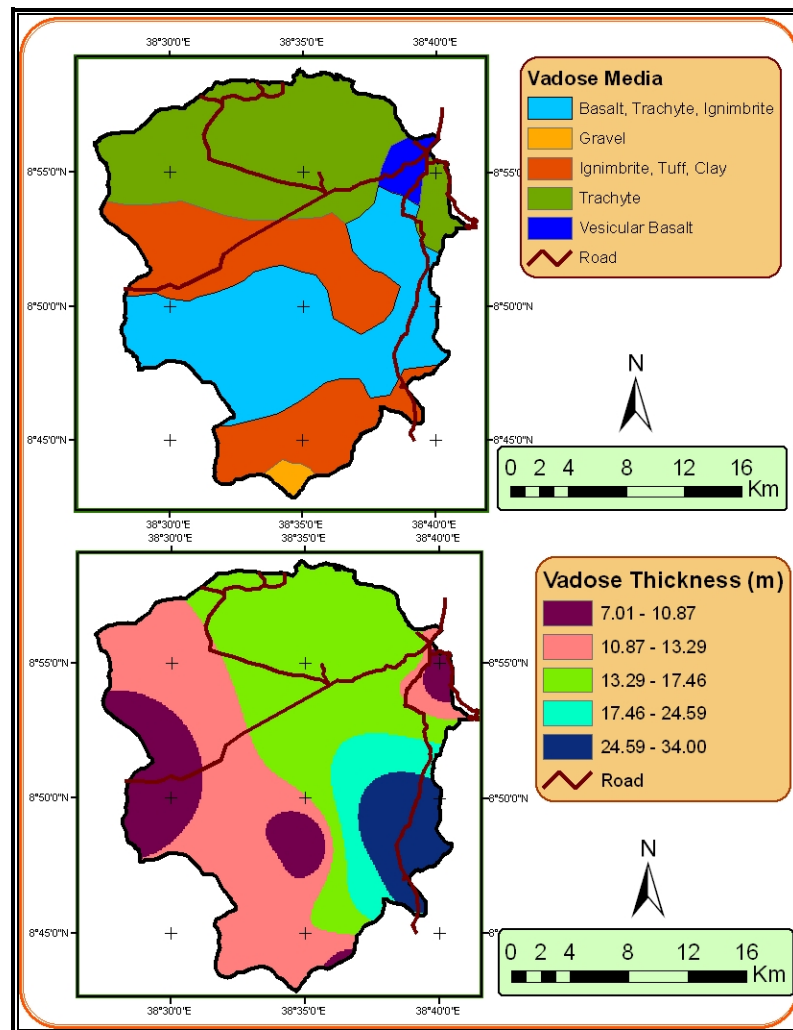 38°30'0"E 38°35'0"E 38°40'0"E
8°55'0"N
8°50'0"N
8°45'0"N
8°55'0"N
8°50'0"N
8°45'0"N
38°30'0"E 38°35'0"E 38°40'0"E
Vadose Media
Basalt, Trachyte, Ignimbrite
Gravel
Ignimbrite, Tuff, Clay
Trachyte
Vesicular Basalt
Road
N
0 2 4 8 12 16
Km
38°30'0"E 38°35'0"E 38°40'0"E
8°55'0"N
8°50'0"N
8°45'0"N
8°55'0"N
8°50'0"N
8°45'0"N
38°30'0"E 38°35'0"E 38°40'0"E
Vadose Thickness (m)
7.01 - 10.87
10.87 - 13.29
13.29 - 17.46
17.46 - 24.59
24.59 - 34.00
Road
N
0 2 4 8 12 16
Km